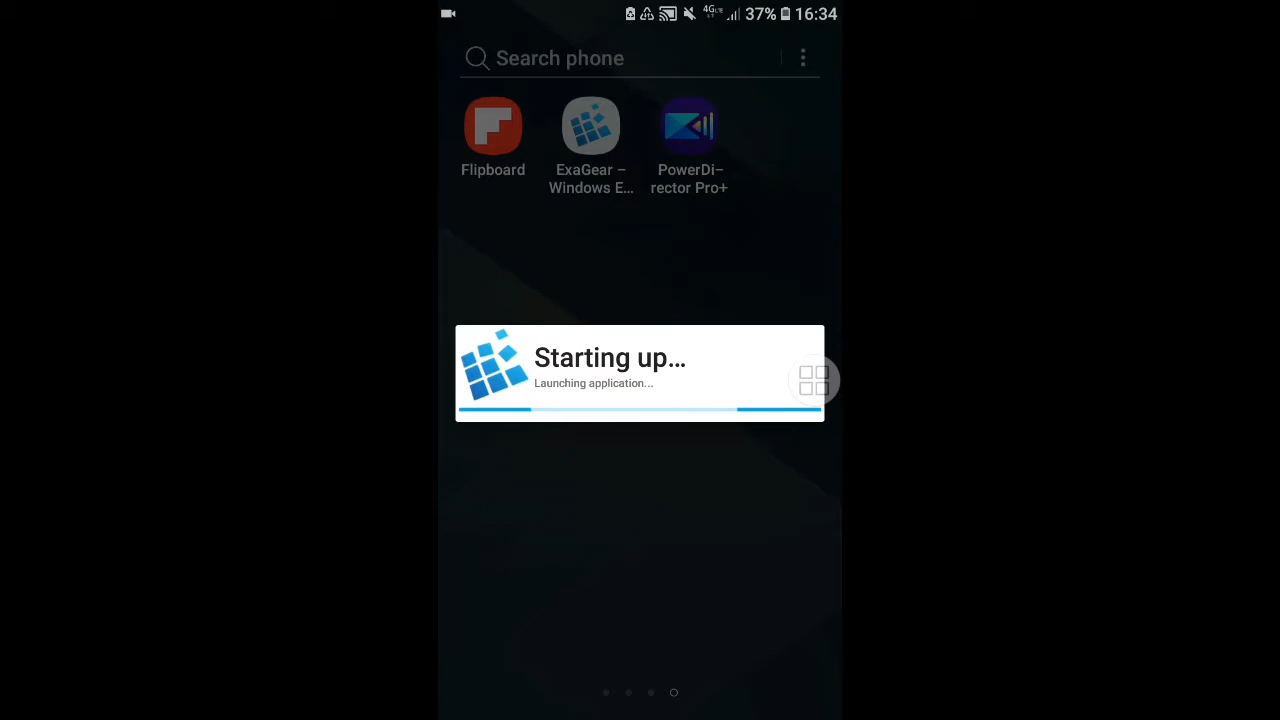 37% 16:34
Search phone
Flipboard
ExaGear –
Windows E...
PowerDi–
rector Pro+
Starting up...
Launching application...